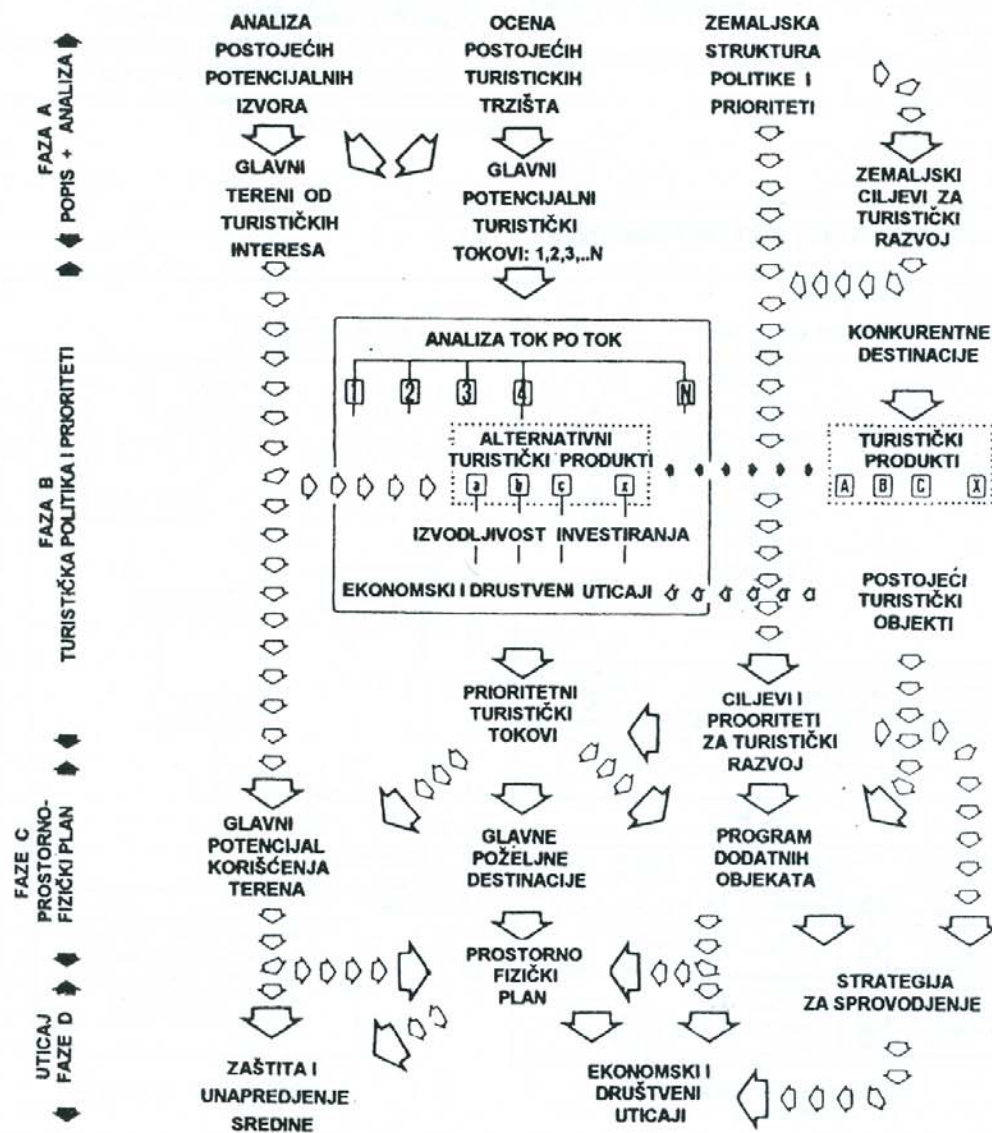 FAZA A
POPIS + ANALIZA
FAZA B
TURISTIČKA POLITIKA I PRIORITETI
FAZE C
PROSTORNO-
FIZIČKI PLAN
UTICAJ
FAZE D
ANALIZA
POSTOJEĆIH
POTENCIJALNIH
IZVORA
OCENA
POSTOJEĆIH
TURISTICKIH
TRZIŠTA
ZEMALJSKA
STRUKTURA
POLITIKE I
PRIORITETI
GLAVNI
TERENI OD
TURISTIČKIH
INTERESA
GLAVNI
POTENCIJALNI
TURISTIČKI
TOKOVI: 1,2,3,..N
ZEMALJSKI
CILJEVI ZA
TURISTIČKI
RAZVOJ
ANALIZA TOK PO TOK
1 2 3 4 N
ALTERNATIVNI
TURISTIČKI PRODUKTI
a b c x
IZVODLJIVOST INVESTIRANJA
EKONOMSKI I DRUSTVENI UTICAJI
KONKURENTNE
DESTINACIJE
TURISTIČKI
PRODUKTI
A B C X
POSTOJEĆI
TURISTIČKI
OBJEKTI
PRIORITETNI
TURISTIČKI
TOKOVI
CILJEVI I
PROORITETI
ZA TURISTIČKI
RAZVOJ
GLAVNI
POTENCIJAL
KORIŠĆENJA
TERENA
GLAVNE
POŽELJNE
DESTINACIJE
PROGRAM
DODATNIH
OBJEKATA
PROSTORNO
FIZIČKI
PLAN
STRATEGIJA
ZA SPROVODJENJE
ZAŠTITA I
UNAPREDJENJE
SREDINE
EKONOMSKI I
DRUŠTVENI
UTICAJI